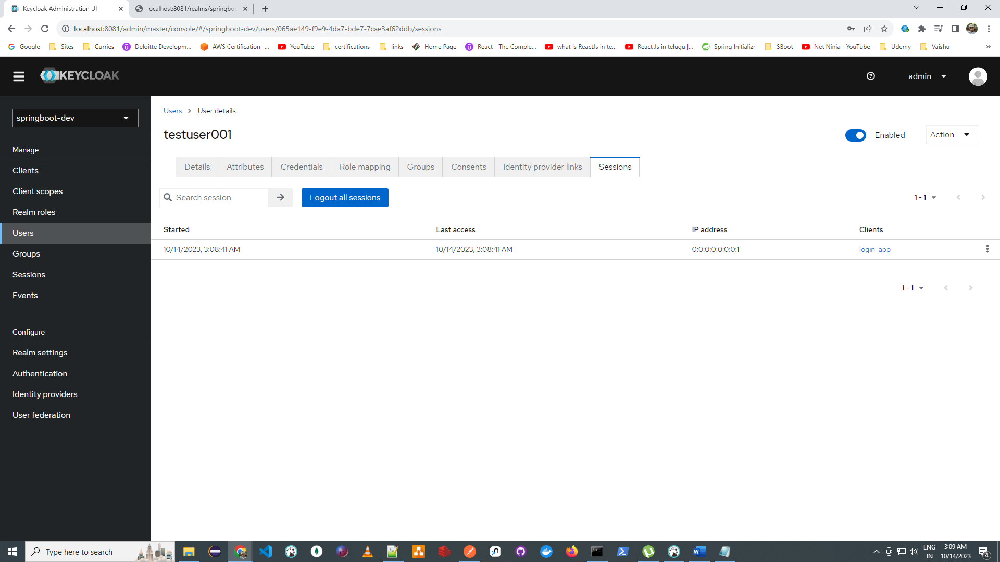 Keycloak Administration UI
localhost:8081/realms/springboo
localhost:8081/admin/master/console/#/springboot-dev/users/065ae149-f9e9-4da7-bde7-7cae3af62ddb/sessions
Google Sites Curries Deloitte Developm... AWS Certification -... YouTube certifications links Home Page React - The Comple... what is ReactJs in te... React Js in telugu |... Spring Initializr SBoot Net Ninja - YouTube Udemy Vaishu »
KEYCLOAK
admin
springboot-dev
Manage
Clients
Client scopes
Realm roles
Users
Groups
Sessions
Events
Configure
Realm settings
Authentication
Identity providers
User federation
Users > User details
testuser001
Enabled
Action
Details Attributes Credentials Role mapping Groups Consents Identity provider links Sessions
Search session
Logout all sessions
1 - 1
Started Last access IP address Clients
10/14/2023, 3:08:41 AM 10/14/2023, 3:08:41 AM 0:0:0:0:0:0:0:1 login-app
1 - 1
Type here to search
ENG
IN
3:09 AM
10/14/2023
4